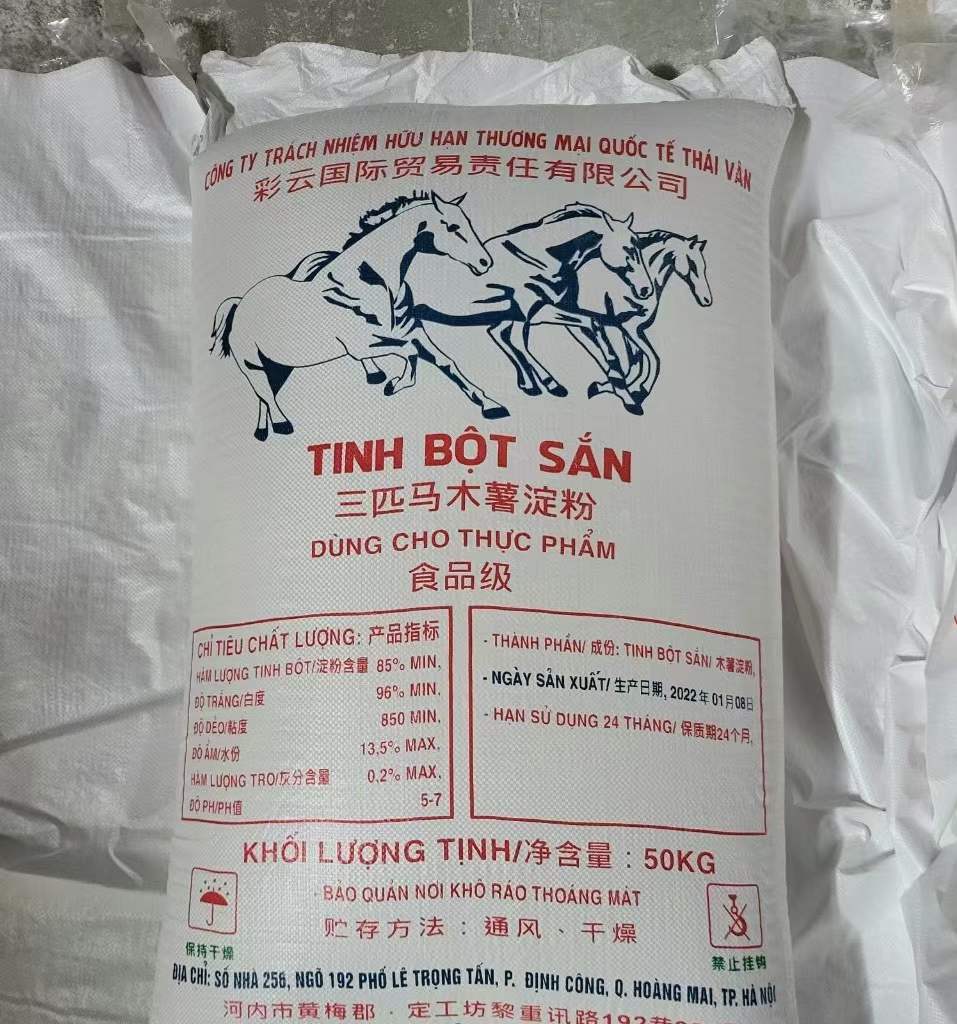 CÔNG TY TRÁCH NHIỆM HỮU HẠN THƯƠNG MẠI QUỐC TẾ THÁI VÂN
彩云国际贸易责任有限公司
TINH BỘT SẮN
三匹马木薯淀粉
DÙNG CHO THỰC PHẨM
食品级
CHỈ TIÊU CHẤT LƯỢNG: 产品指标
HÀM LƯỢNG TINH BỘT/淀粉含量 85% MIN.
ĐỘ TRẮNG/白度 96% MIN.
ĐỘ DẺO/粘度 850 MIN.
ĐỘ ẨM/水份 13,5% MAX.
HÀM LƯỢNG TRO/灰分含量 0,2% MAX.
ĐỘ PH/PH值 5-7
- THÀNH PHẦN/ 成份: TINH BỘT SẮN/ 木薯淀粉.
- NGÀY SẢN XUẤT/ 生产日期, 2022年01月08日
- HẠN SỬ DỤNG 24 THÁNG/ 保质期24个月.
KHỐI LƯỢNG TỊNH/净含量 : 50KG
- BẢO QUẢN NƠI KHÔ RÁO THOÁNG MÁT
贮存方法 : 通风、干燥
保持干燥
禁止挂钩
ĐỊA CHỈ: SỐ NHÀ 256, NGÕ 192 PHỐ LÊ TRỌNG TẤN, P. ĐỊNH CÔNG, Q. HOÀNG MAI, TP. HÀ NỘI
河内市黄梅郡 · 定工坊黎重讯路192巷